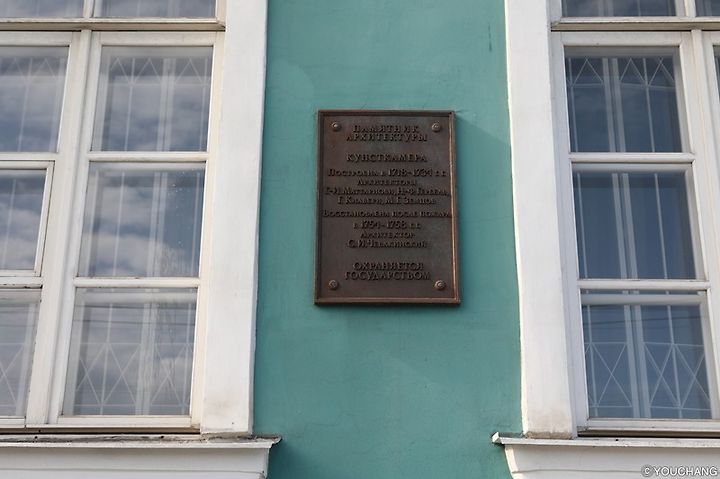 ПАМЯТНИК
АРХИТЕКТУРЫ
КУНСТКАМЕРА
ПОСТРОЕНА В 1718-1734 Г.Г.
АРХИТЕКТОРЫ
Г-И. МАТТАРНОВИ, Н-Ф. ГЕРБЕЛЬ,
Г. КИАВЕРИ, М.Г. ЗЕМЦОВ
ВОССТАНОВЛЕНА ПОСЛЕ ПОЖАРА
В 1754-1758 Г.Г.
АРХИТЕКТОР
С.И. ЧЕВАКИНСКИЙ
ОХРАНЯЕТСЯ
ГОСУДАРСТВОМ
© YOUCHANG